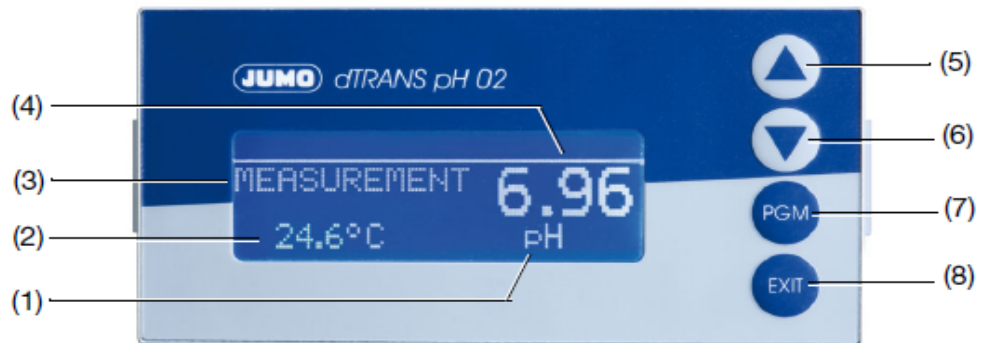 JUMO dTRANS pH 02
(4)
(5)
(6)
(3)
MEASUREMENT 6.96
PGM
(7)
(2)
24.6°C pH
(1)
EXIT
(8)